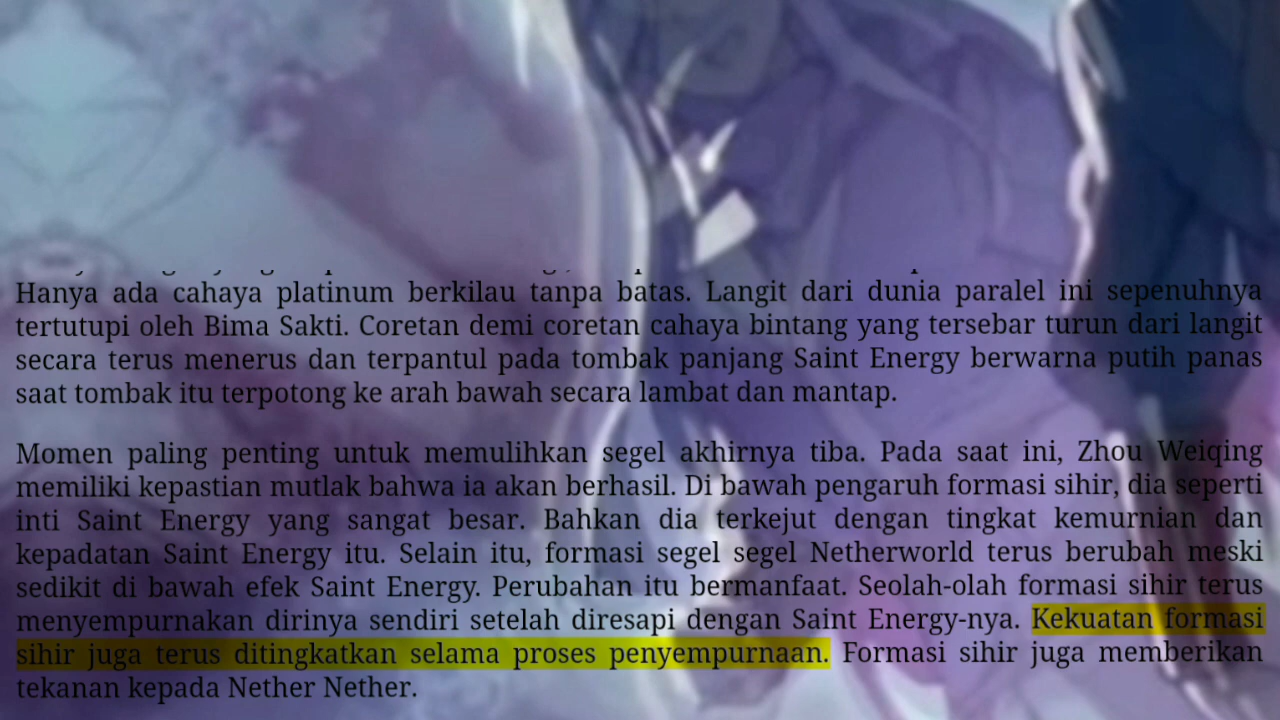 Hanya ada cahaya platinum berkilau tanpa batas. Langit dari dunia paralel ini sepenuhnya
tertutupi oleh Bima Sakti. Coretan demi coretan cahaya bintang yang tersebar turun dari langit
secara terus menerus dan terpantul pada tombak panjang Saint Energy berwarna putih panas
saat tombak itu terpotong ke arah bawah secara lambat dan mantap.
Momen paling penting untuk memulihkan segel akhirnya tiba. Pada saat ini, Zhou Weiqing
memiliki kepastian mutlak bahwa ia akan berhasil. Di bawah pengaruh formasi sihir, dia seperti
inti Saint Energy yang sangat besar. Bahkan dia terkejut dengan tingkat kemurnian dan
kepadatan Saint Energy itu. Selain itu, formasi segel segel Netherworld terus berubah meski
sedikit di bawah efek Saint Energy. Perubahan itu bermanfaat. Seolah-olah formasi sihir terus
menyempurnakan dirinya sendiri setelah diresapi dengan Saint Energy-nya. Kekuatan formasi
sihir juga terus ditingkatkan selama proses penyempurnaan. Formasi sihir juga memberikan
tekanan kepada Nether Nether.